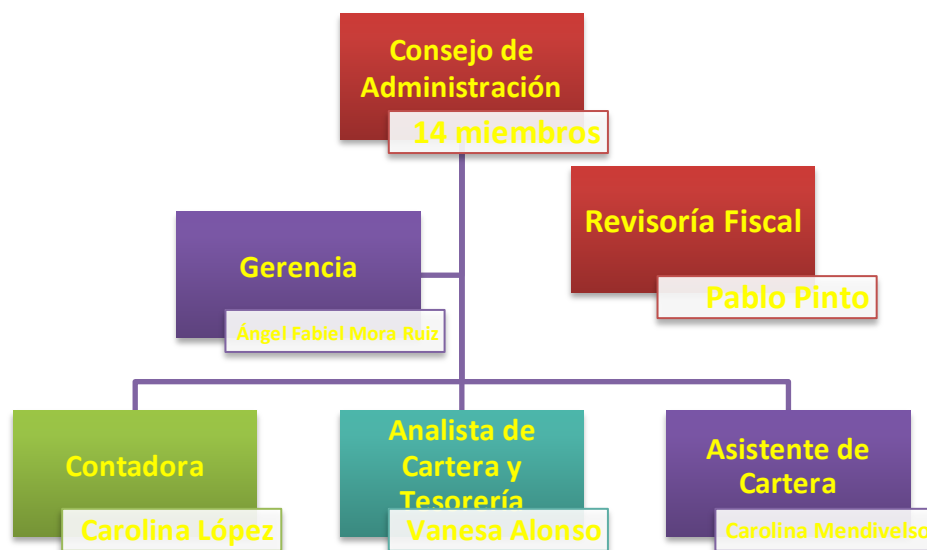 Consejo de
Administración
14 miembros
Revisoría Fiscal
Pablo Pinto
Gerencia
Ángel Fabiel Mora Ruiz
Contadora
Carolina López
Analista de
Cartera y
Tesorería
Vanesa Alonso
Asistente de
Cartera
Carolina Mendivelso